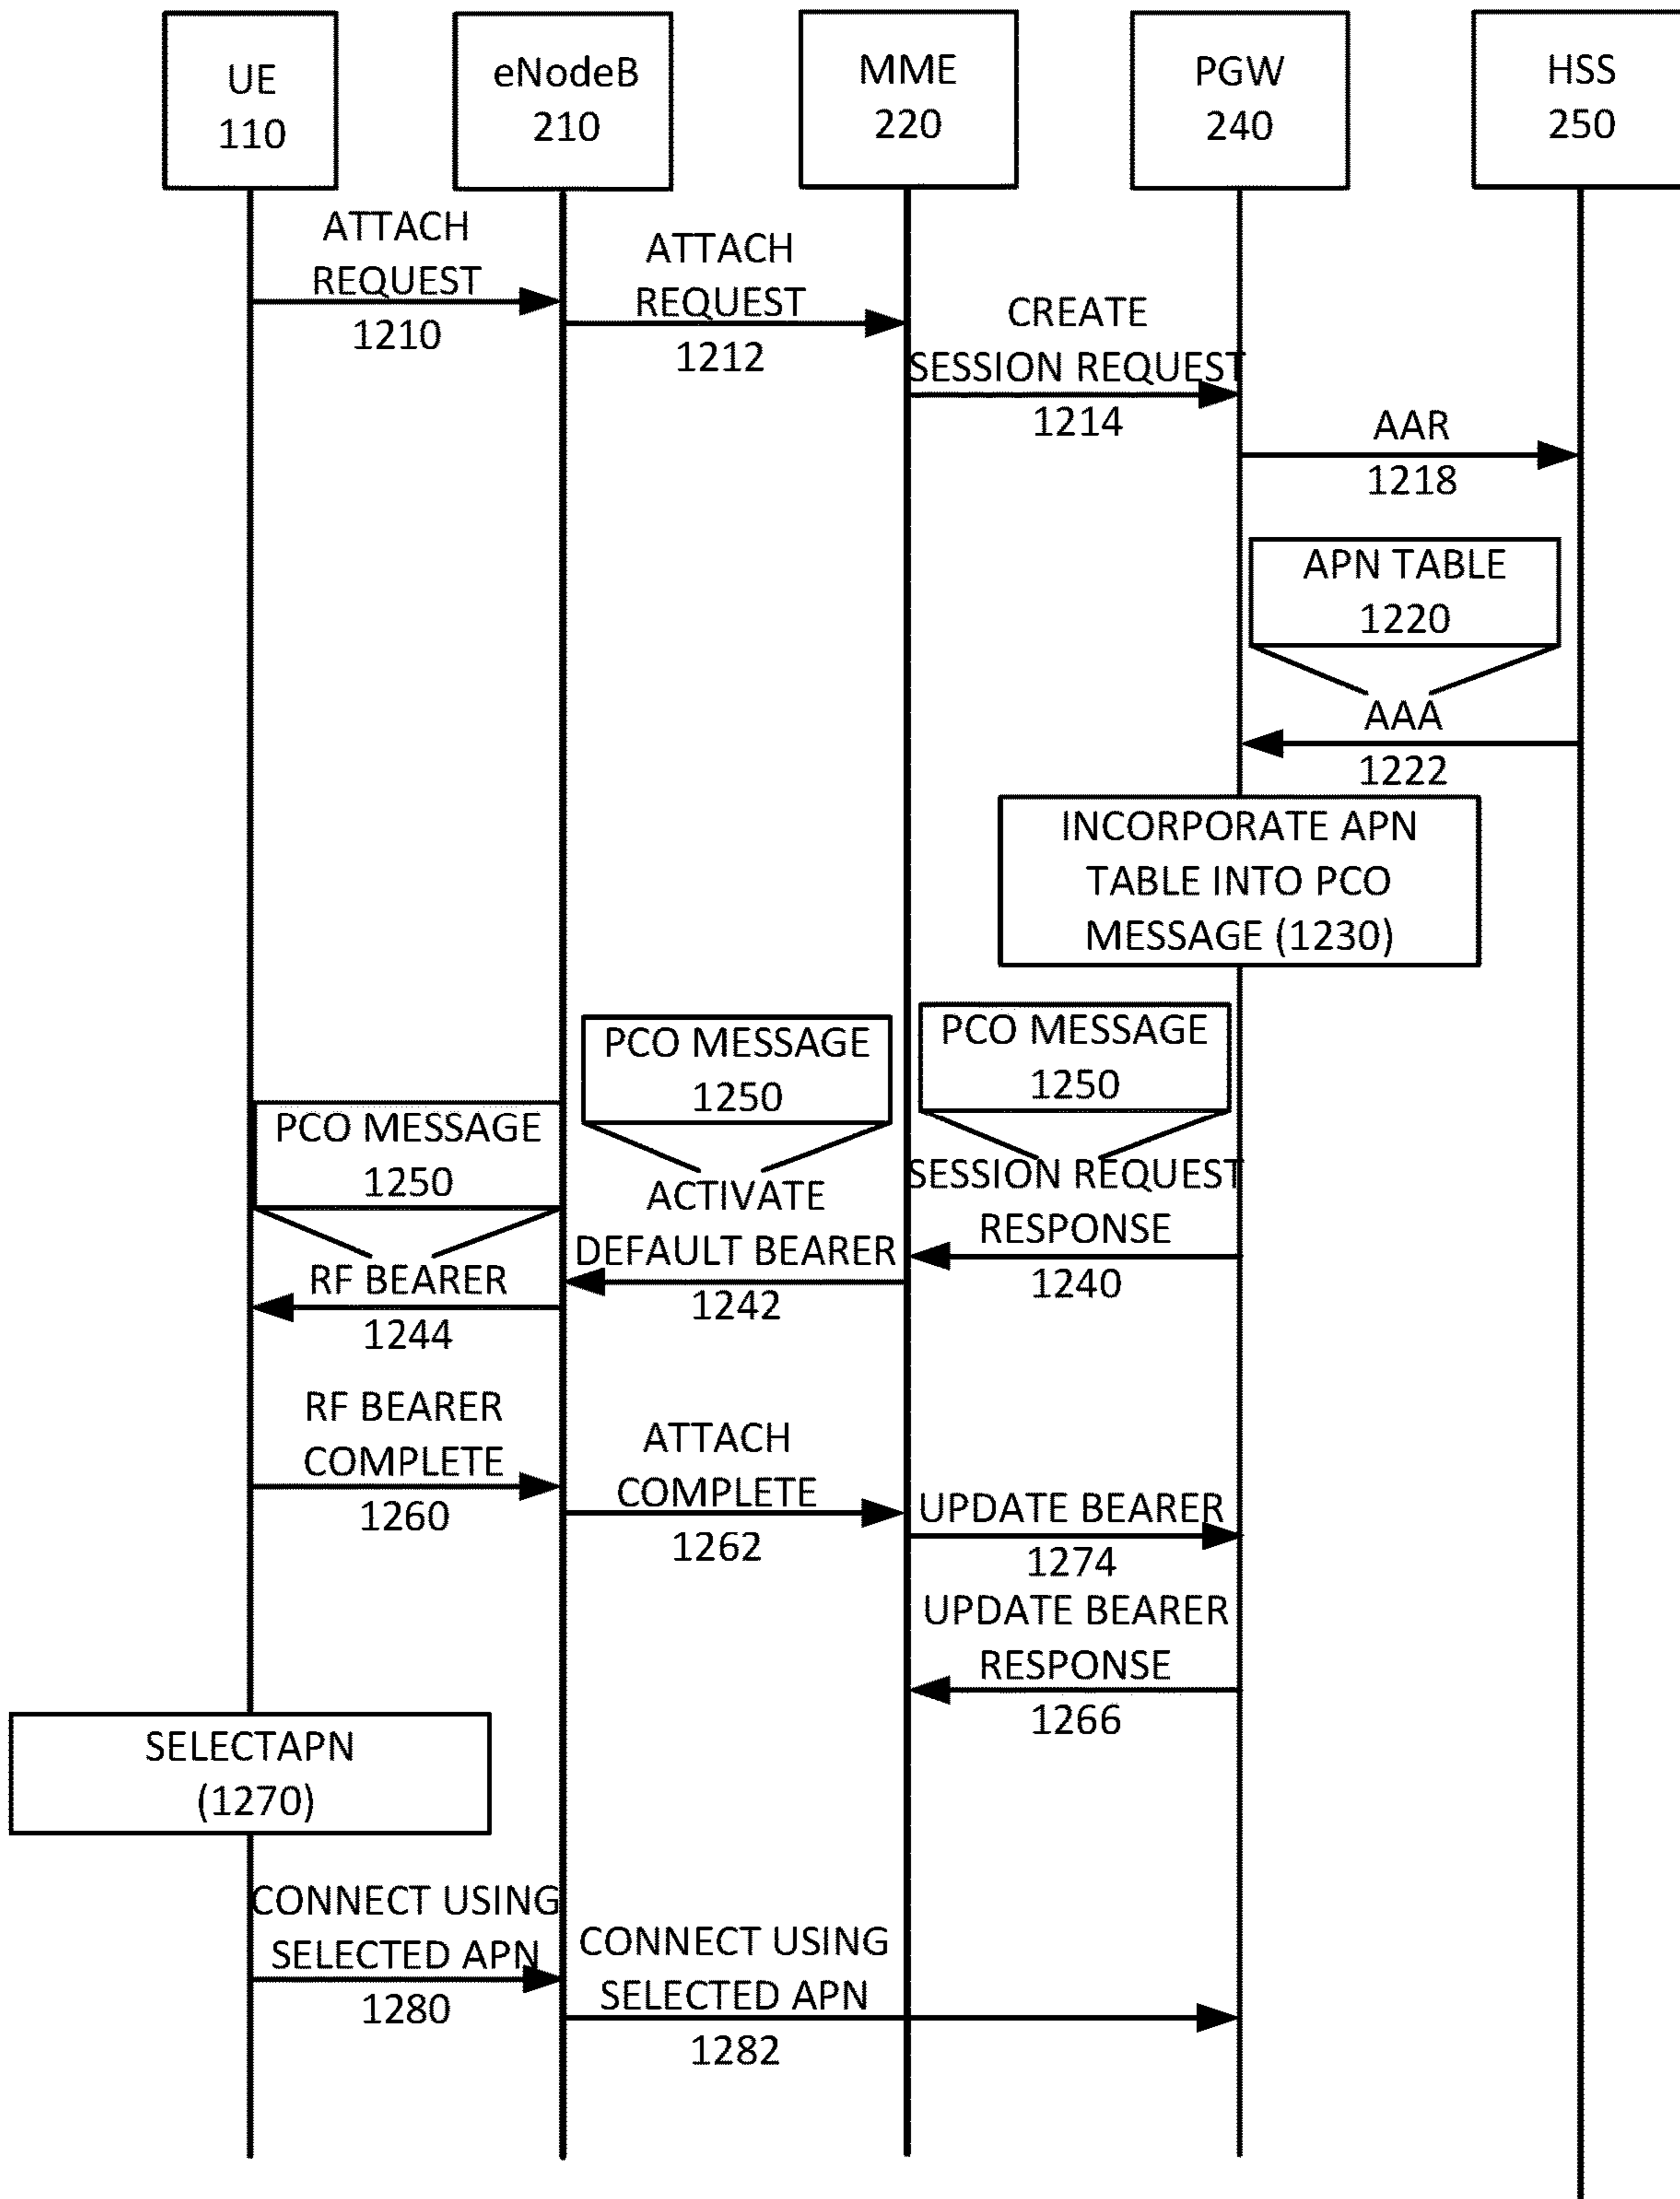 UE
110
eNodeB
210
MME
220
PGW
240
HSS
250
ATTACH
REQUEST
1210
ATTACH
REQUEST
1212
CREATE
SESSION REQUEST
1214
AAR
1218
APN TABLE
1220
AAA
1222
INCORPORATE APN
TABLE INTO PCO
MESSAGE (1230)
PCO MESSAGE
1250
SESSION REQUEST
RESPONSE
1240
PCO MESSAGE
1250
ACTIVATE
DEFAULT BEARER
1242
PCO MESSAGE
1250
RF BEARER
1244
RF BEARER
COMPLETE
1260
ATTACH
COMPLETE
1262
UPDATE BEARER
1274
UPDATE BEARER
RESPONSE
1266
SELECTAPN
(1270)
CONNECT USING
SELECTED APN
1280
CONNECT USING
SELECTED APN
1282